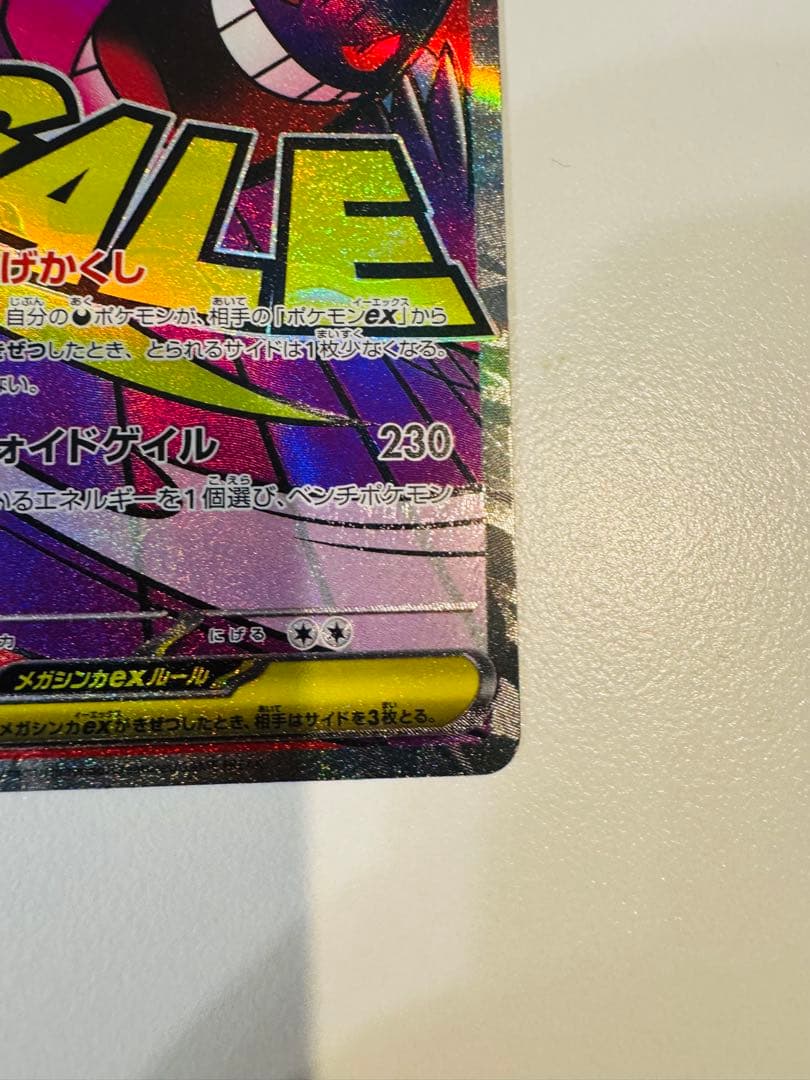 GALE
げかくし
自分の ポケモンが、相手の「ポケモンex」から
きぜつしたとき、とられるサイドは1枚少なくなる。
ない。
ォイドゲイル 230
いるエネルギーを1個選び、ベンチポケモン
カ にげる
メガシンカexルール
メガシンカexがきぜつしたとき、相手はサイドを3枚とる。